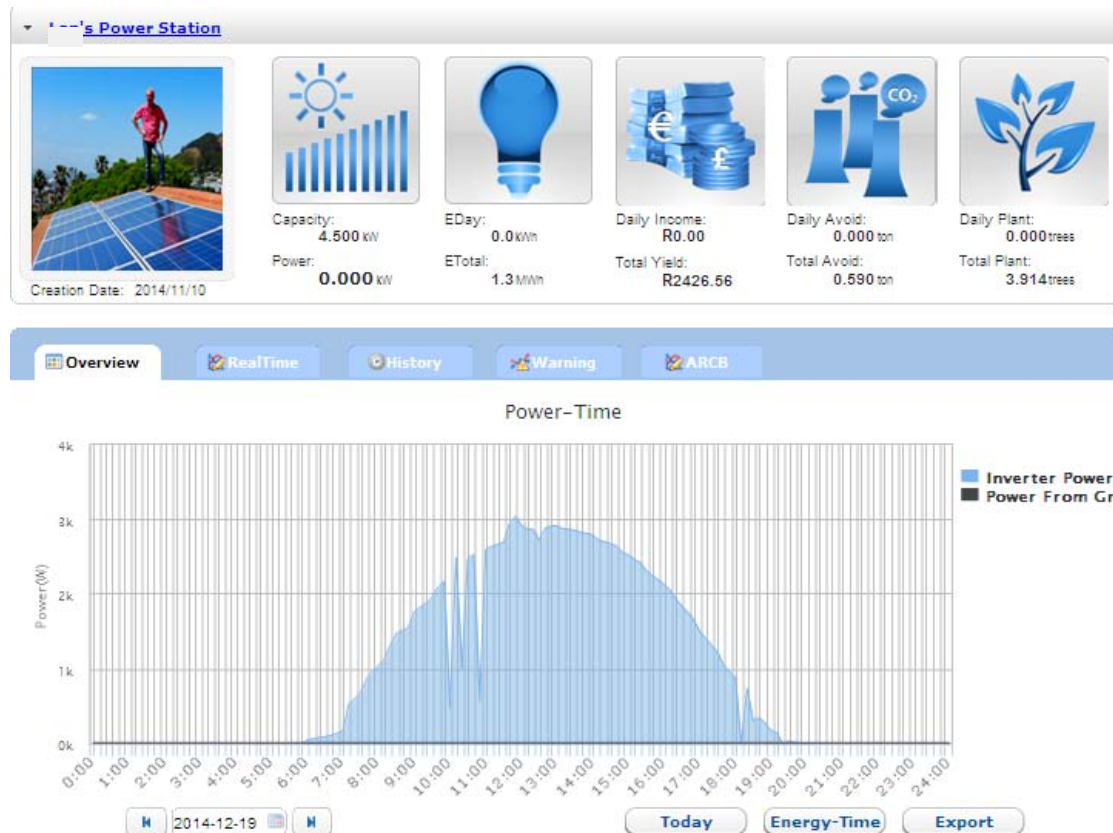 's Power Station
CO₂
€
£
Capacity: 4.500 kW
EDay: 0.0 kWh
Daily Income: R0.00
Daily Avoid: 0.000 ton
Daily Plant: 0.000 trees
Power: 0.000 kW
ETotal: 1.3 MWh
Total Yield: R2426.56
Total Avoid: 0.590 ton
Total Plant: 3.914 trees
Creation Date: 2014/11/10
Overview RealTime History Warning ARCB
Power-Time
4k
Inverter Power
Power From Gr
3k
Power(W)
2k
1k
0k
0:00 1:00 2:00 3:00 4:00 5:00 6:00 7:00 8:00 9:00 10:00 11:00 12:00 13:00 14:00 15:00 16:00 17:00 18:00 19:00 20:00 21:00 22:00 23:00 24:00
2014-12-19 Today Energy-Time Export